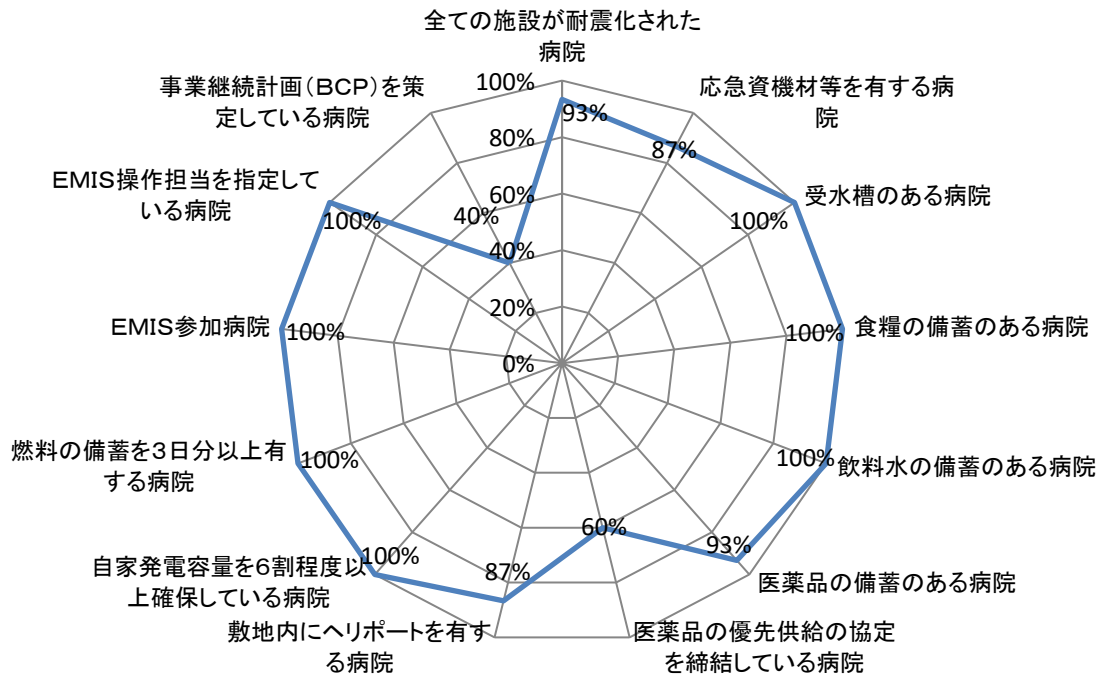 全ての施設が耐震化された
病院
応急資機材等を有する病
院
受水槽のある病院
食糧の備蓄のある病院
飲料水の備蓄のある病院
医薬品の備蓄のある病院
医薬品の優先供給の協定
を締結している病院
敷地内にヘリポートを有す
る病院
自家発電容量を6割程度以
上確保している病院
燃料の備蓄を3日分以上有
する病院
EMIS参加病院
EMIS操作担当を指定して
いる病院
事業継続計画(BCP)を策
定している病院
100%
80%
60%
40%
20%
0%
93%
87%
100%
100%
100%
93%
60%
87%
100%
100%
100%
100%
40%